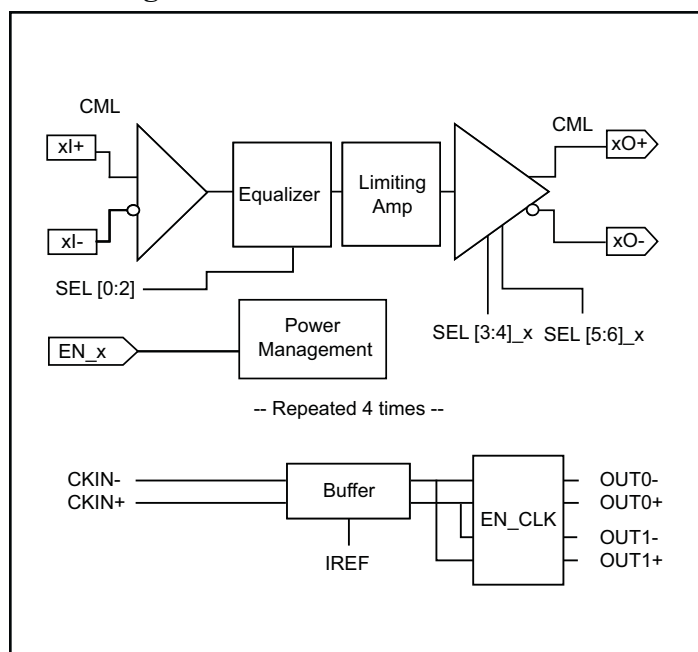 CML
xI+
xI-
Equalizer
Limiting
Amp
CML
xO+
xO-
SEL [0:2]
SEL [3:4]_x
SEL [5:6]_x
EN_x
Power
Management
-- Repeated 4 times --
CKIN-
CKIN+
Buffer
IREF
EN_CLK
OUT0-
OUT0+
OUT1-
OUT1+